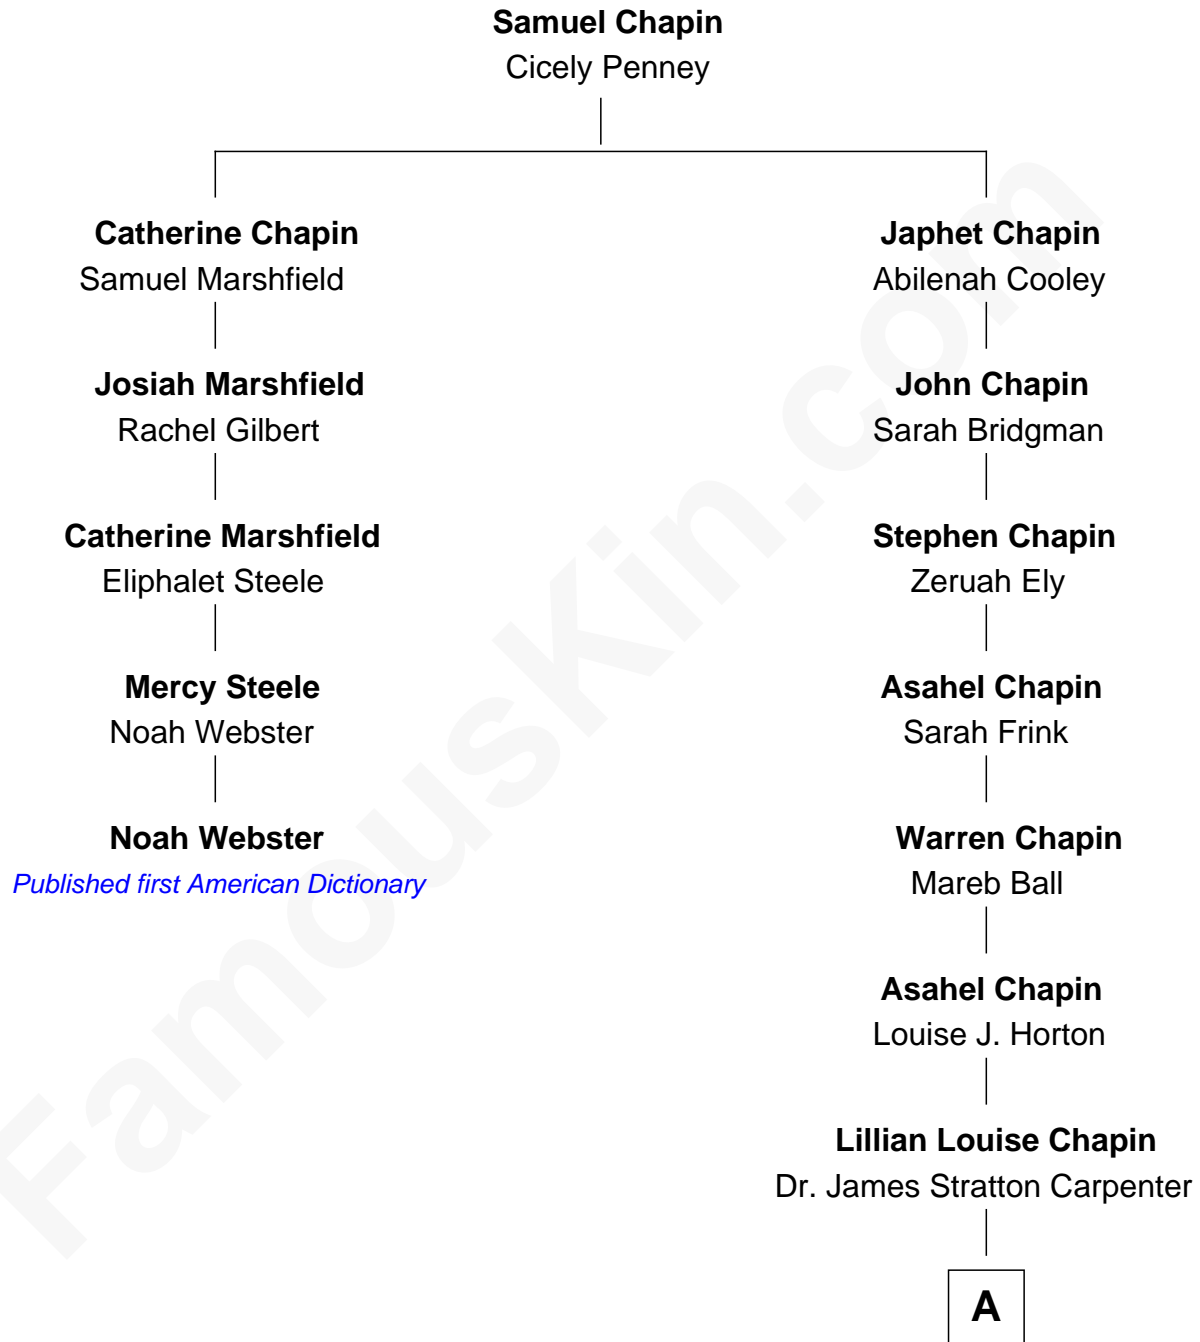 Samuel Chapin
Cicely Penney
Catherine Chapin
Samuel Marshfield
Josiah Marshfield
Rachel Gilbert
Catherine Marshfield
Eliphalet Steele
Mercy Steele
Noah Webster
Noah Webster
Published first American Dictionary
Japhet Chapin
Abilenah Cooley
John Chapin
Sarah Bridgman
Stephen Chapin
Zeruah Ely
Asahel Chapin
Sarah Frink
Warren Chapin
Mareb Ball
Asahel Chapin
Louise J. Horton
Lillian Louise Chapin
Dr. James Stratton Carpenter
A
FamousKin.com